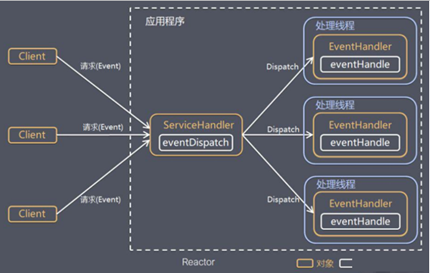 应用程序
处理线程
EventHandler
eventHandle
Client
请求(Event)
Dispatch
处理线程
ServiceHandler
EventHandler
Client
请求(Event)
eventDispatch
Dispatch
eventHandle
处理线程
Dispatch
EventHandler
Client
请求(Event)
eventHandle
Reactor
对象